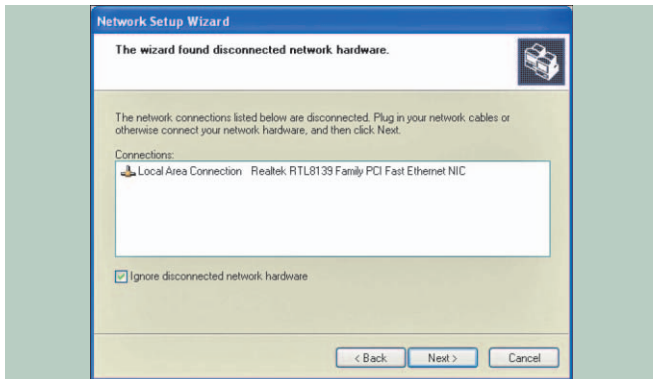 Network Setup Wizard
The wizard found disconnected network hardware.
The network connections listed below are disconnected. Plug in your network cables or
otherwise connect your network hardware, and then click Next.
Connections:
Local Area Connection Realtek RTL8139 Family PCI Fast Ethernet NIC
Ignore disconnected network hardware
< Back Next > Cancel